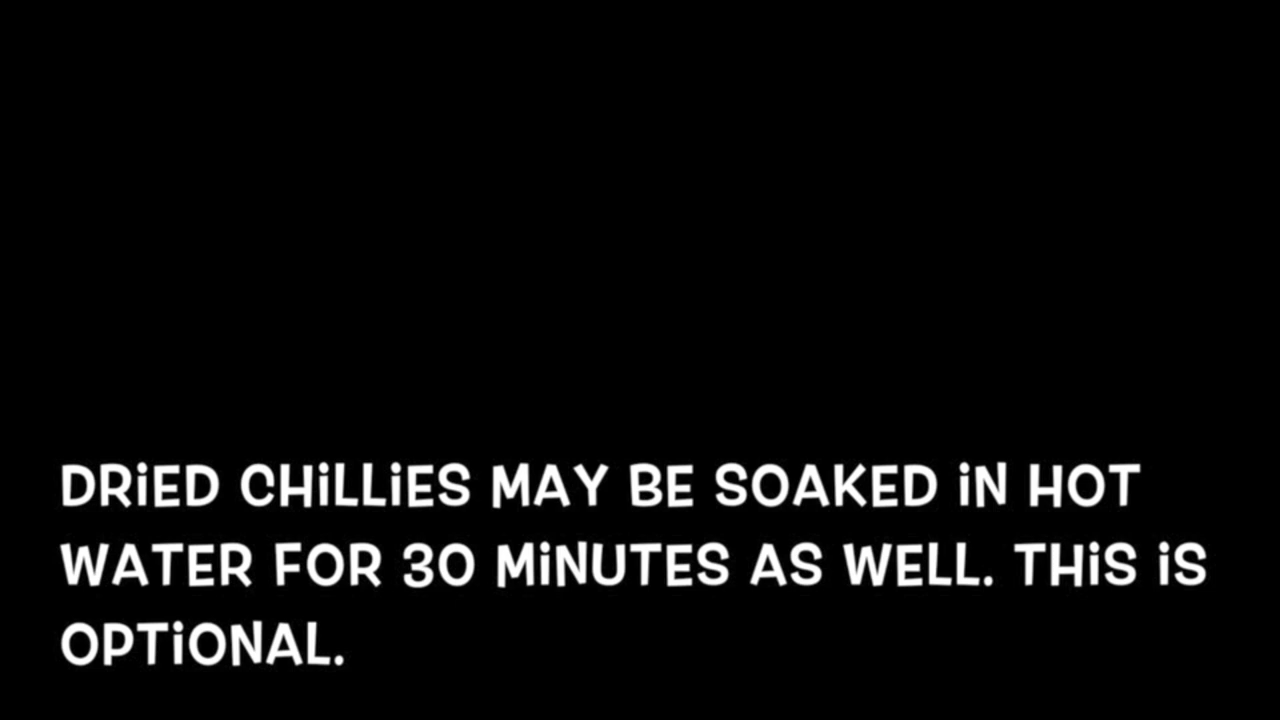 DRiED CHiLLiES MAY BE SOAKED iN HOT
WATER FOR 30 MiNUTES AS WELL. THiS iS
OPTiONAL.